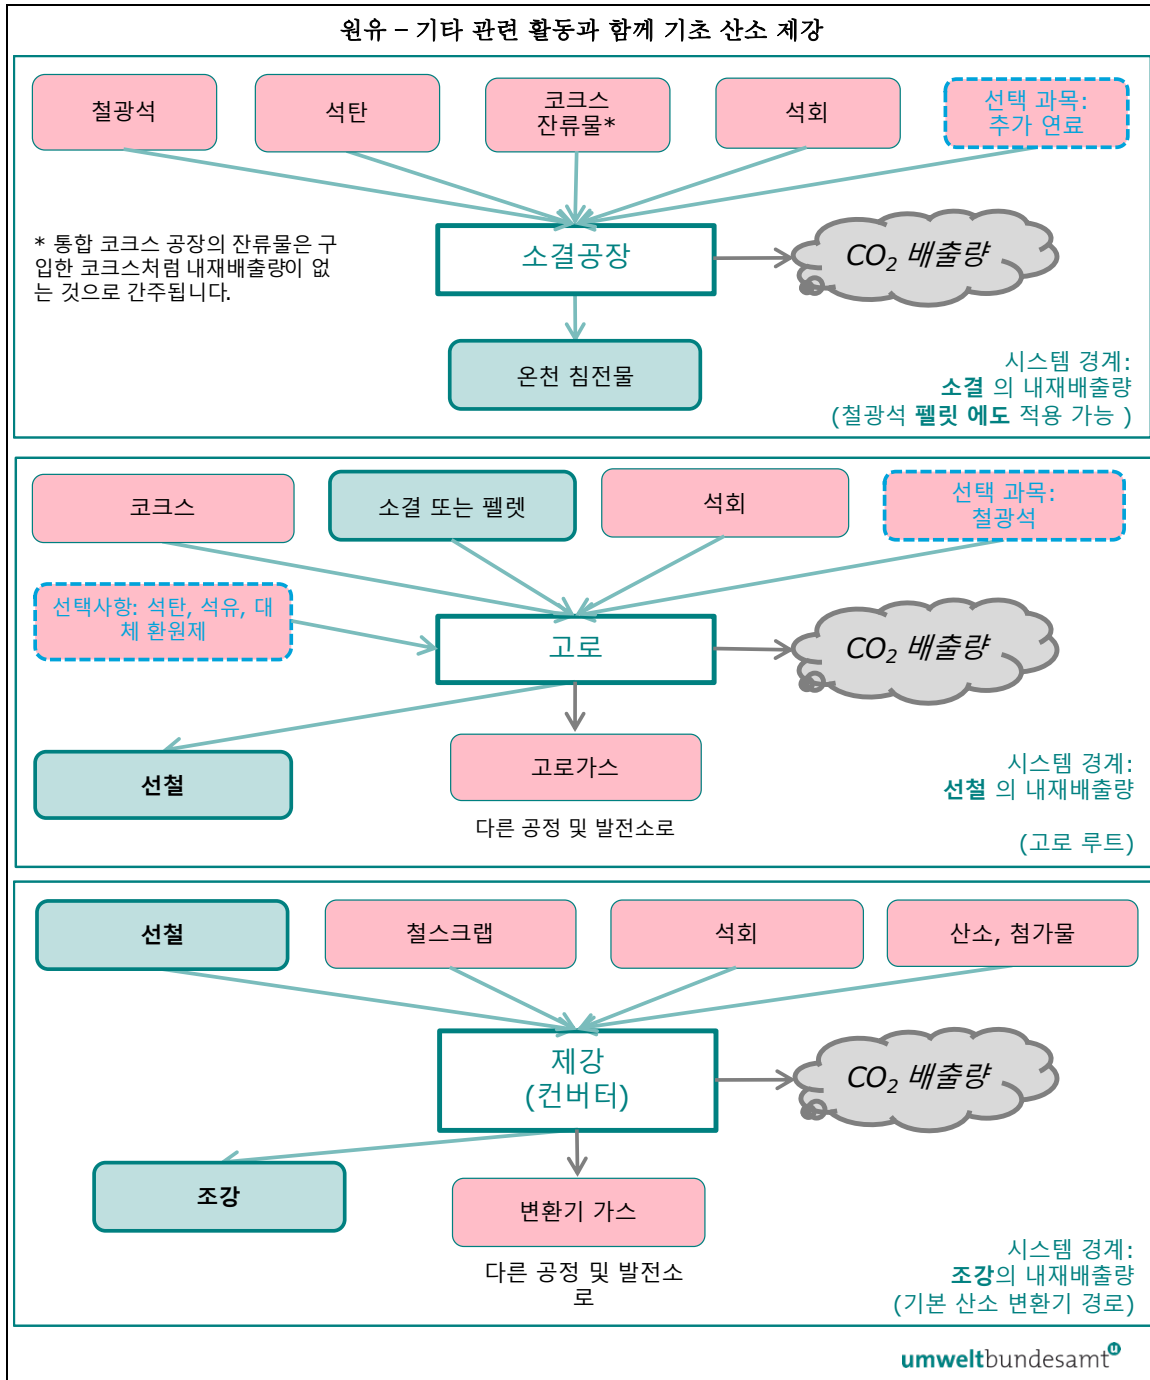 원유 – 기타 관련 활동과 함께 기초 산소 제강
철광석
석탄
코크스
잔류물*
석회
선택 과목:
추가 연료
* 통합 코크스 공장의 잔류물은 구
입한 코크스처럼 내재배출량이 없
는 것으로 간주됩니다.
소결공장
CO2 배출량
온천 침전물
시스템 경계:
소결 의 내재배출량
(철광석 펠릿 에도 적용 가능 )
코크스
소결 또는 펠렛
석회
선택 과목:
철광석
선택사항: 석탄, 석유, 대
체 환원제
고로
CO2 배출량
선철
고로가스
다른 공정 및 발전소로
시스템 경계:
선철 의 내재배출량
(고로 루트)
선철
철스크랩
석회
산소, 첨가물
제강
(컨버터)
CO2 배출량
조강
변환기 가스
다른 공정 및 발전소
로
시스템 경계:
조강의 내재배출량
(기본 산소 변환기 경로)
umweltbundesamt